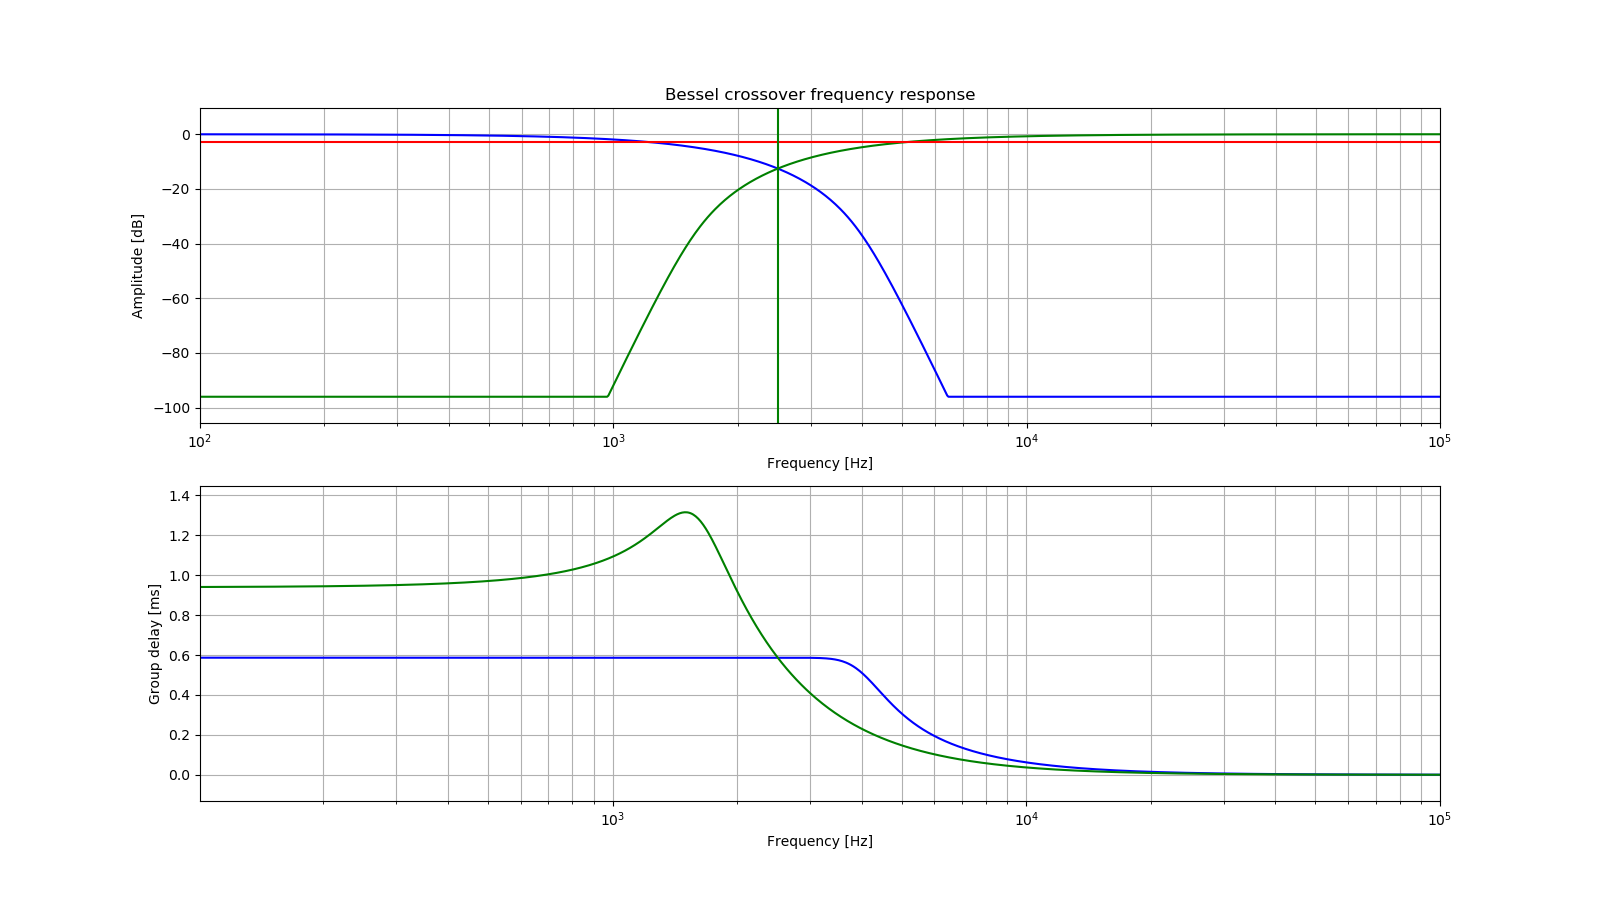 Bessel crossover frequency response
Amplitude [dB]
0
−20
−40
−60
−80
−100
10² 10³ 10⁴ 10⁵
Frequency [Hz]
Group delay [ms]
1.4
1.2
1.0
0.8
0.6
0.4
0.2
0.0
10³ 10⁴ 10⁵
Frequency [Hz]